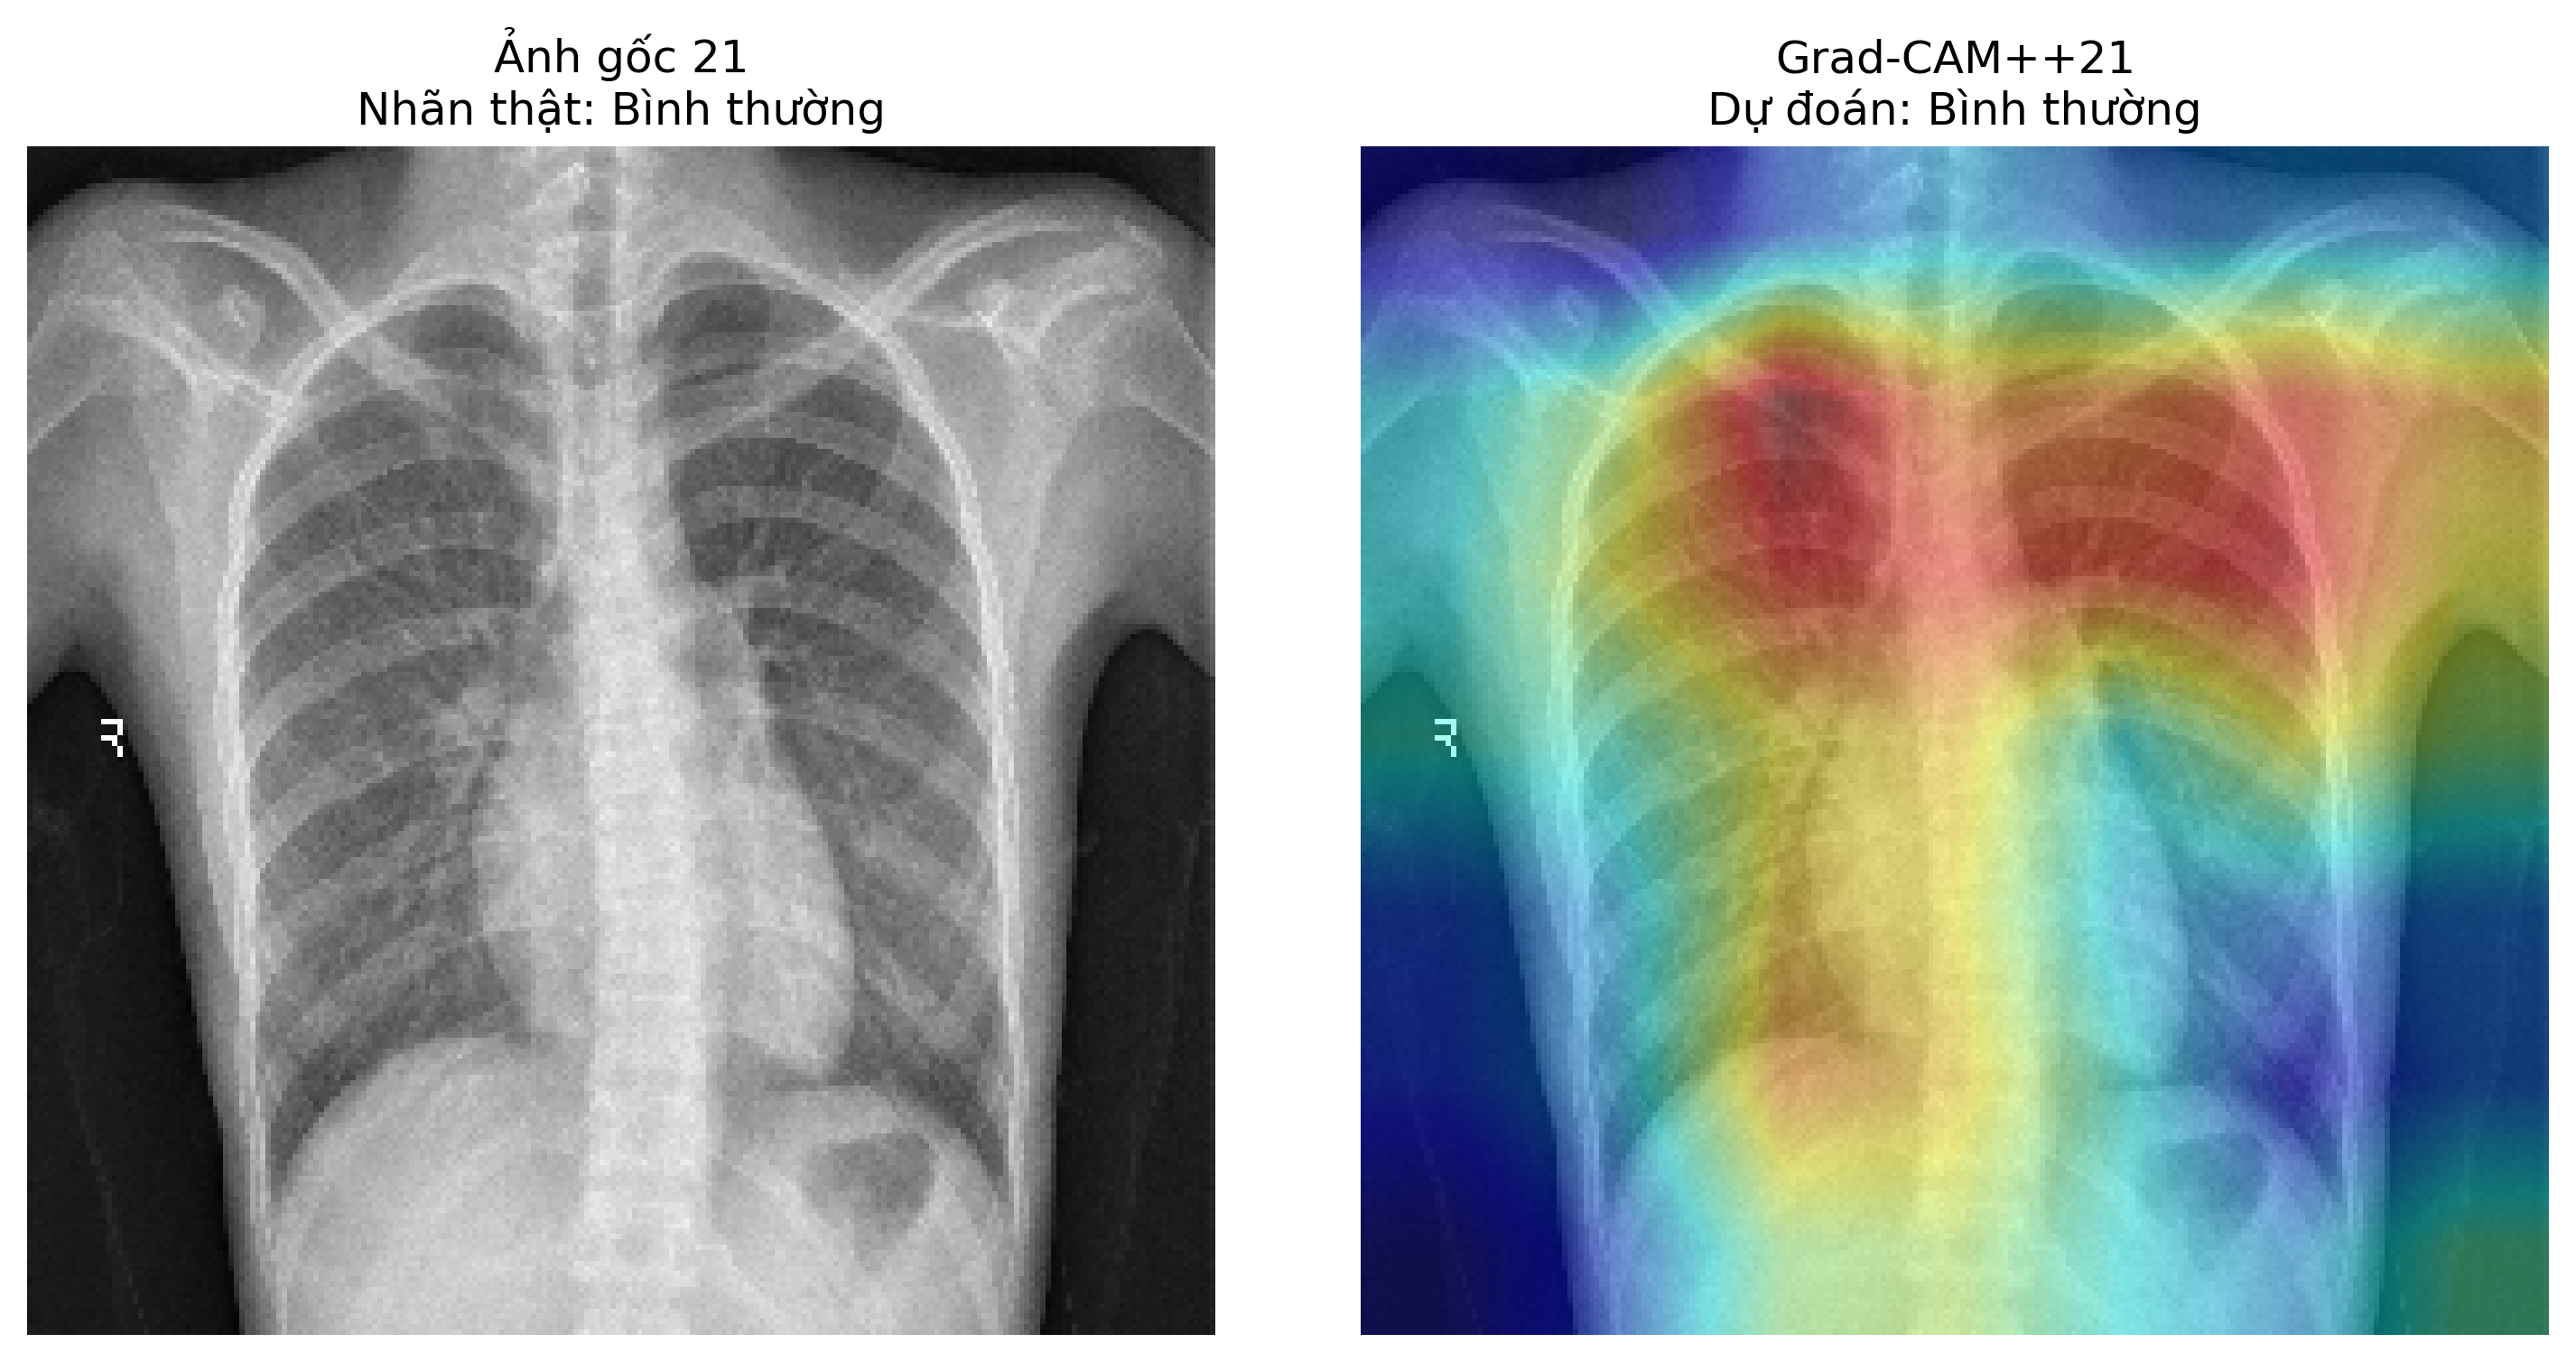 Ảnh gốc 21
Nhãn thật: Bình thường
Grad-CAM++21
Dự đoán: Bình thường
R
R